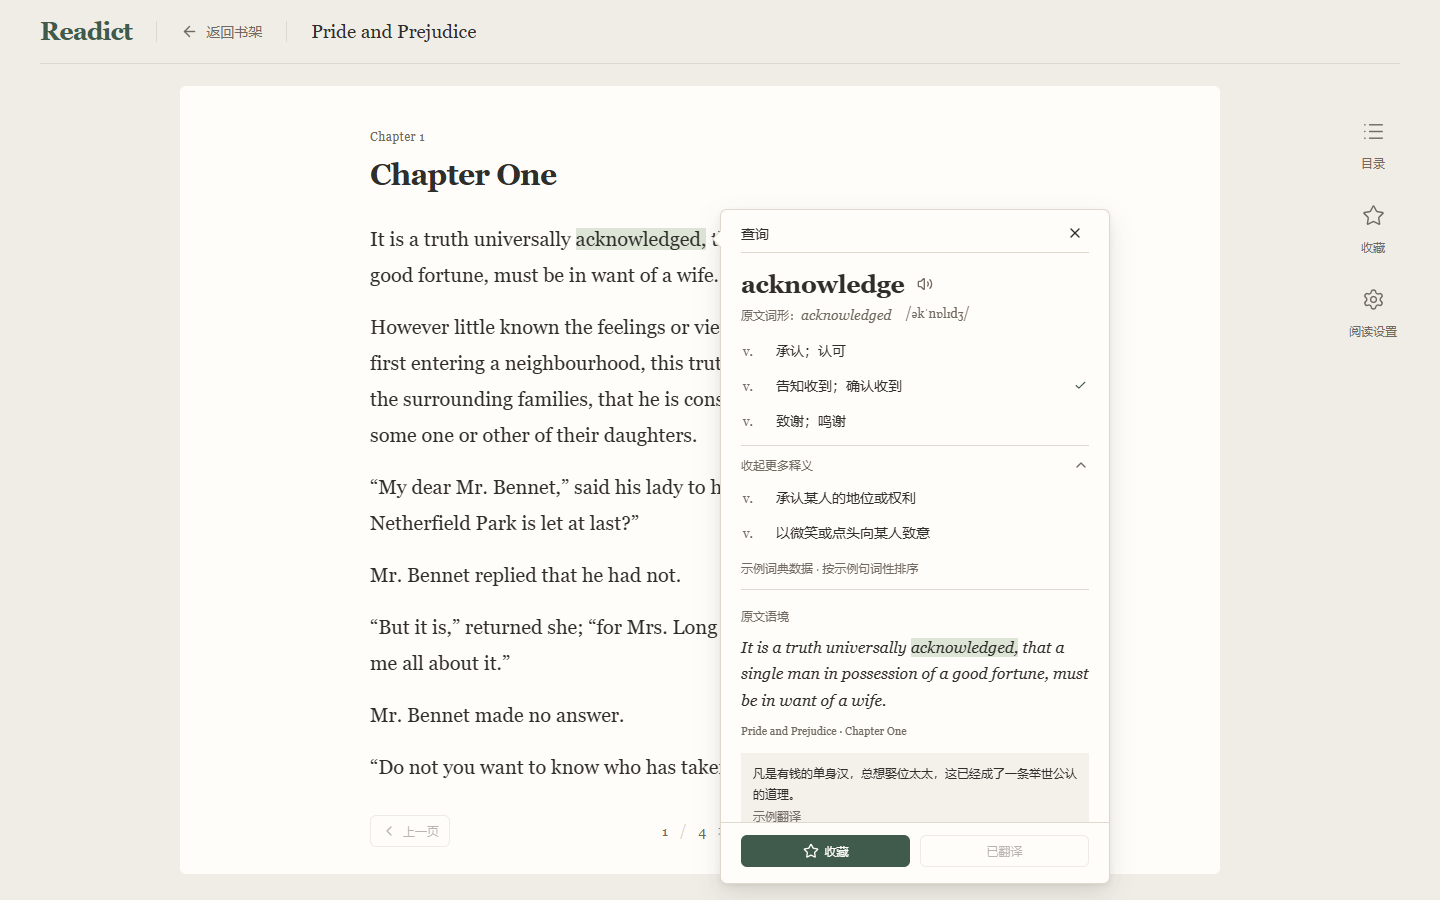 Readict
返回书架
Pride and Prejudice
Chapter 1
Chapter One
It is a truth universally acknowledged,
good fortune, must be in want of a wife.
However little known the feelings or
first entering a neighbourhood, this
the surrounding families, that he is
some one or other of their daughters.
“My dear Mr. Bennet,” said his lady to
Netherfield Park is let at last?”
Mr. Bennet replied that he had not.
“But it is,” returned she; “for Mrs. Long
me all about it.”
Mr. Bennet made no answer.
“Do not you want to know who has
上一页
1 / 4
查询
acknowledge
原文词形：acknowledged /əkˈnɒlɪdʒ/
v. 承认；认可
v. 告知收到；确认收到
v. 致谢；鸣谢
收起更多释义
v. 承认某人的地位或权利
v. 以微笑或点头向某人致意
示例词典数据 · 按示例句词性排序
原文语境
It is a truth universally acknowledged, that a
single man in possession of a good fortune, must
be in want of a wife.
Pride and Prejudice · Chapter One
凡是有钱的单身汉，总想娶位太太，这已经成了一条举世公认
的道理。
示例翻译
收藏
已翻译
目录
收藏
阅读设置